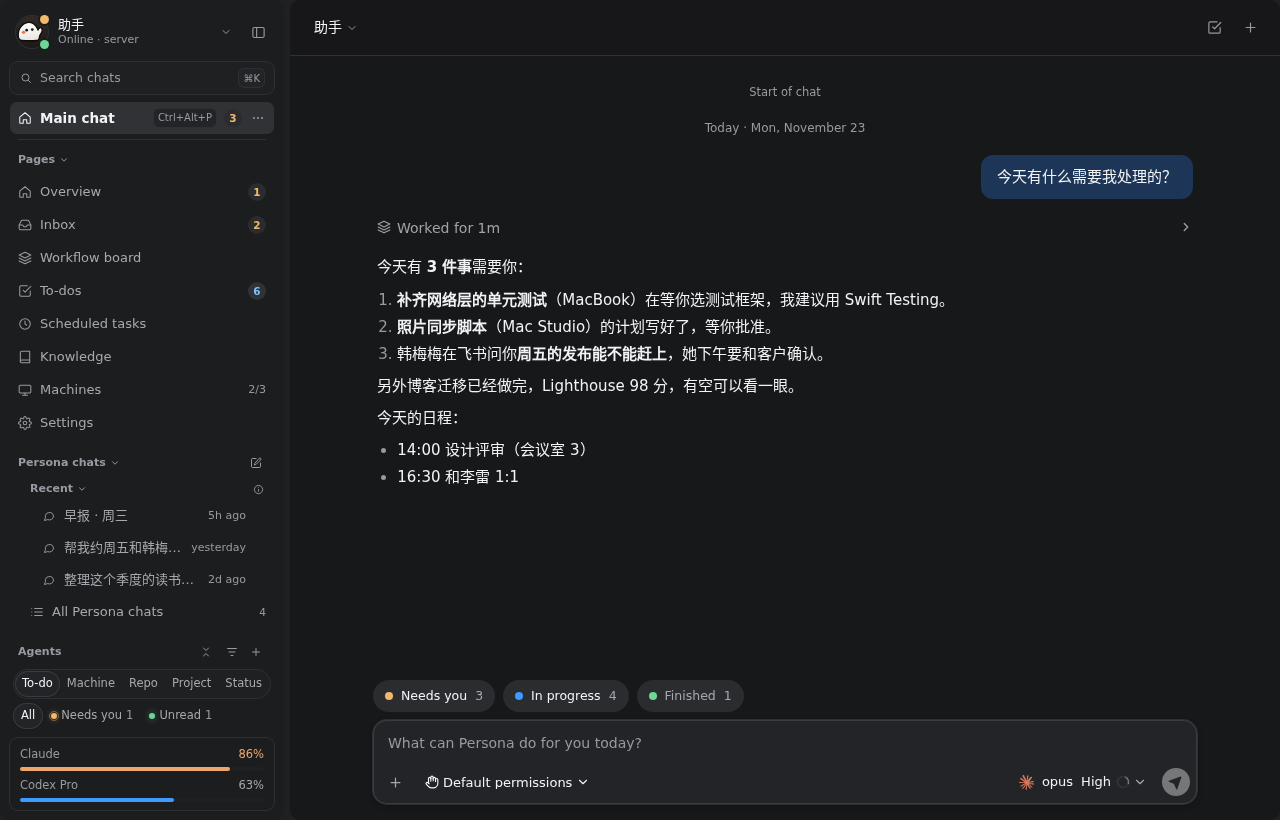 助手
Online · server
Search chats
⌘K
Main chat
Ctrl+Alt+P
3
Pages
Overview
1
Inbox
2
Workflow board
To-dos
6
Scheduled tasks
Knowledge
Machines
2/3
Settings
Persona chats
Recent
早报 · 周三
5h ago
帮我约周五和韩梅…
yesterday
整理这个季度的读书…
2d ago
All Persona chats
4
Agents
To-do
Machine
Repo
Project
Status
All
Needs you 1
Unread 1
Claude
86%
Codex Pro
63%
助手
Start of chat
Today · Mon, November 23
今天有什么需要我处理的？
Worked for 1m
今天有 3 件事需要你：
1. 补齐网络层的单元测试（MacBook）在等你选测试框架，我建议用 Swift Testing。
2. 照片同步脚本（Mac Studio）的计划写好了，等你批准。
3. 韩梅梅在飞书问你周五的发布能不能赶上，她下午要和客户确认。
另外博客迁移已经做完，Lighthouse 98 分，有空可以看一眼。
今天的日程：
• 14:00 设计评审（会议室 3）
• 16:30 和李雷 1:1
Needs you 3
In progress 4
Finished 1
What can Persona do for you today?
Default permissions
opus High